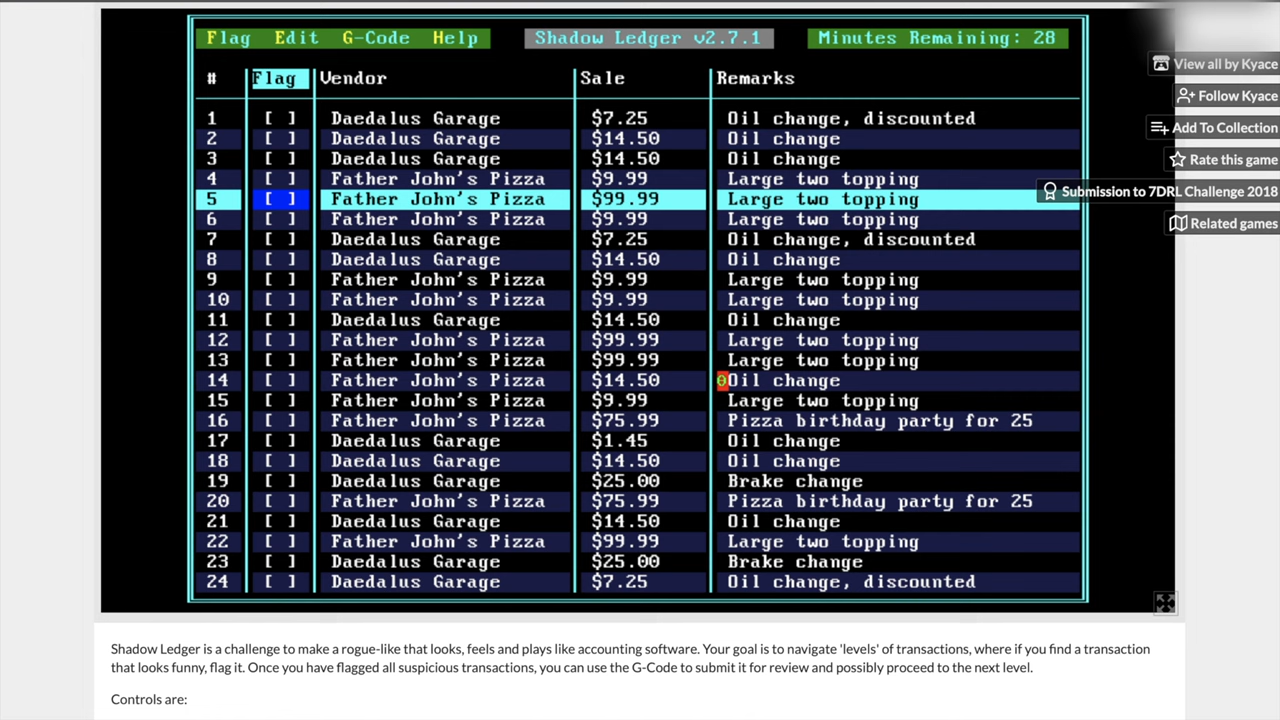 Flag Edit G-Code Help Shadow Ledger v2.7.1 Minutes Remaining: 28
# Flag Vendor Sale Remarks
1 [ ] Daedalus Garage $7.25 Oil change, discounted
2 [ ] Daedalus Garage $14.50 Oil change
3 [ ] Daedalus Garage $14.50 Oil change
4 [ ] Father John's Pizza $9.99 Large two topping
5 [ ] Father John's Pizza $99.99 Large two topping
6 [ ] Father John's Pizza $9.99 Large two topping
7 [ ] Daedalus Garage $7.25 Oil change, discounted
8 [ ] Daedalus Garage $14.50 Oil change
9 [ ] Father John's Pizza $9.99 Large two topping
10 [ ] Father John's Pizza $9.99 Large two topping
11 [ ] Daedalus Garage $14.50 Oil change
12 [ ] Father John's Pizza $99.99 Large two topping
13 [ ] Father John's Pizza $99.99 Large two topping
14 [ ] Father John's Pizza $14.50 Oil change
15 [ ] Father John's Pizza $9.99 Large two topping
16 [ ] Father John's Pizza $75.99 Pizza birthday party for 25
17 [ ] Daedalus Garage $1.45 Oil change
18 [ ] Daedalus Garage $14.50 Oil change
19 [ ] Daedalus Garage $25.00 Brake change
20 [ ] Father John's Pizza $75.99 Pizza birthday party for 25
21 [ ] Daedalus Garage $14.50 Oil change
22 [ ] Father John's Pizza $99.99 Large two topping
23 [ ] Daedalus Garage $25.00 Brake change
24 [ ] Daedalus Garage $7.25 Oil change, discounted
View all by Kyace
Follow Kyace
Add To Collection
Rate this game
Submission to 7DRL Challenge 2018
Related games
Shadow Ledger is a challenge to make a rogue-like that looks, feels and plays like accounting software. Your goal is to navigate 'levels' of transactions, where if you find a transaction
that looks funny, flag it. Once you have flagged all suspicious transactions, you can use the G-Code to submit it for review and possibly proceed to the next level.
Controls are: